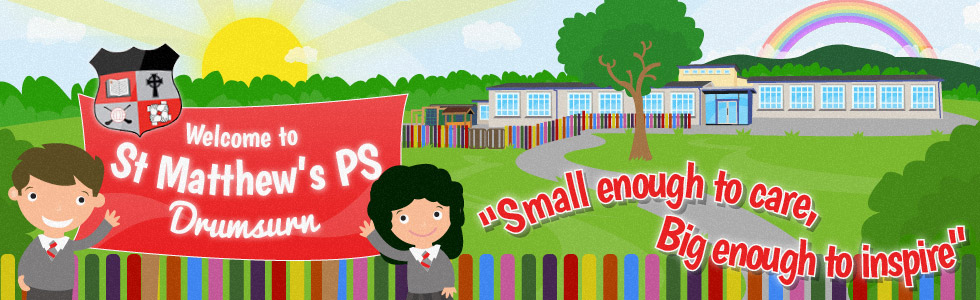 Welcome to
St Matthew's PS
Drumsurn
"Small enough to care,
Big enough to inspire"